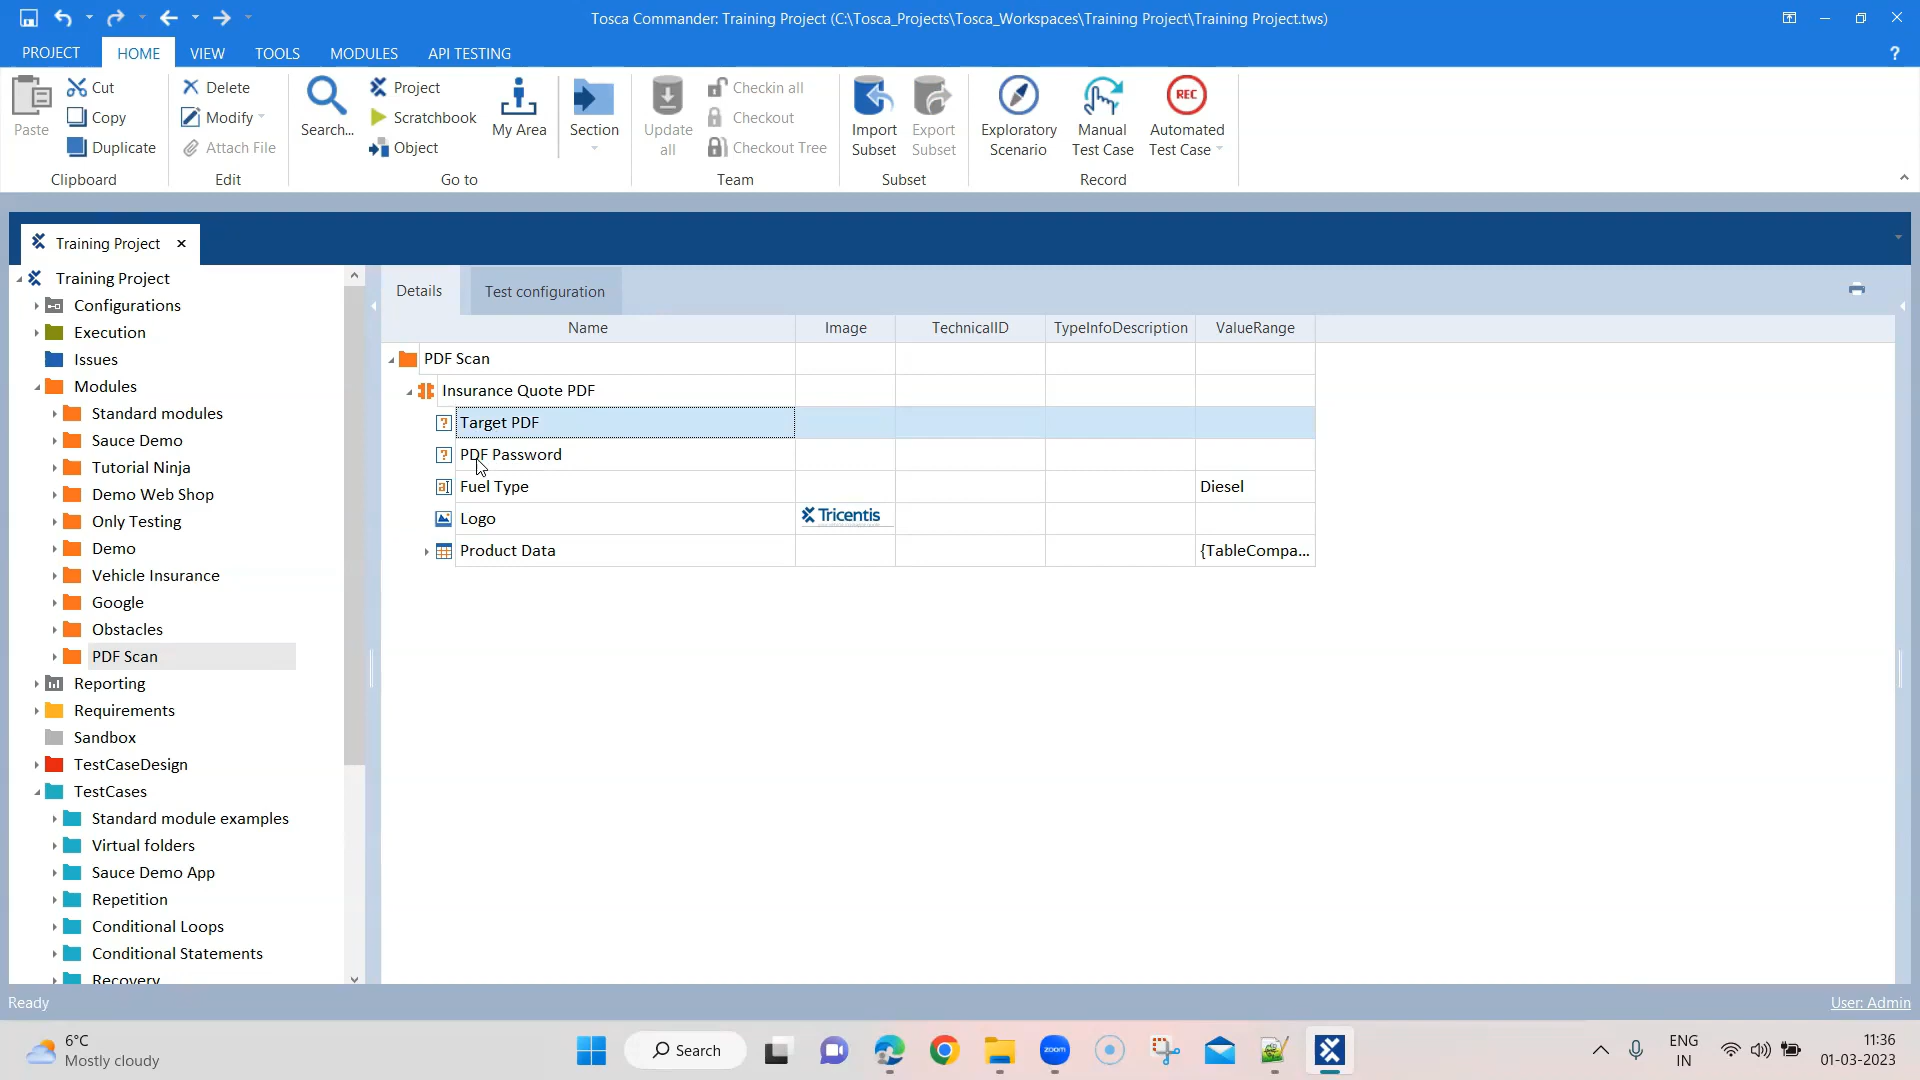 Tosca Commander: Training Project (C:\Tosca_Projects\Tosca_Workspaces\Training Project\Training Project.tws)
PROJECT HOME VIEW TOOLS MODULES API TESTING ?
Paste
Cut
Copy
Duplicate
Clipboard
Delete
Modify
Attach File
Edit
Search...
Project
Scratchbook
Object
My Area
Go to
Section
Update
all
Checkin all
Checkout
Checkout Tree
Team
Import
Subset
Export
Subset
Subset
Exploratory
Scenario
Manual
Test Case
REC
Automated
Test Case
Record
Training Project
Training Project
Configurations
Execution
Issues
Modules
Standard modules
Sauce Demo
Tutorial Ninja
Demo Web Shop
Only Testing
Demo
Vehicle Insurance
Google
Obstacles
PDF Scan
Reporting
Requirements
Sandbox
TestCaseDesign
TestCases
Standard module examples
Virtual folders
Sauce Demo App
Repetition
Conditional Loops
Conditional Statements
Recovery
Details Test configuration
Name Image TechnicalID TypeInfoDescription ValueRange
PDF Scan
Insurance Quote PDF
? Target PDF
? PDF Password
a Fuel Type Diesel
Logo Tricentis
Product Data {TableCompa...
Ready User: Admin
6°C
Mostly cloudy
Search
zoom
ENG
IN
11:36
01-03-2023